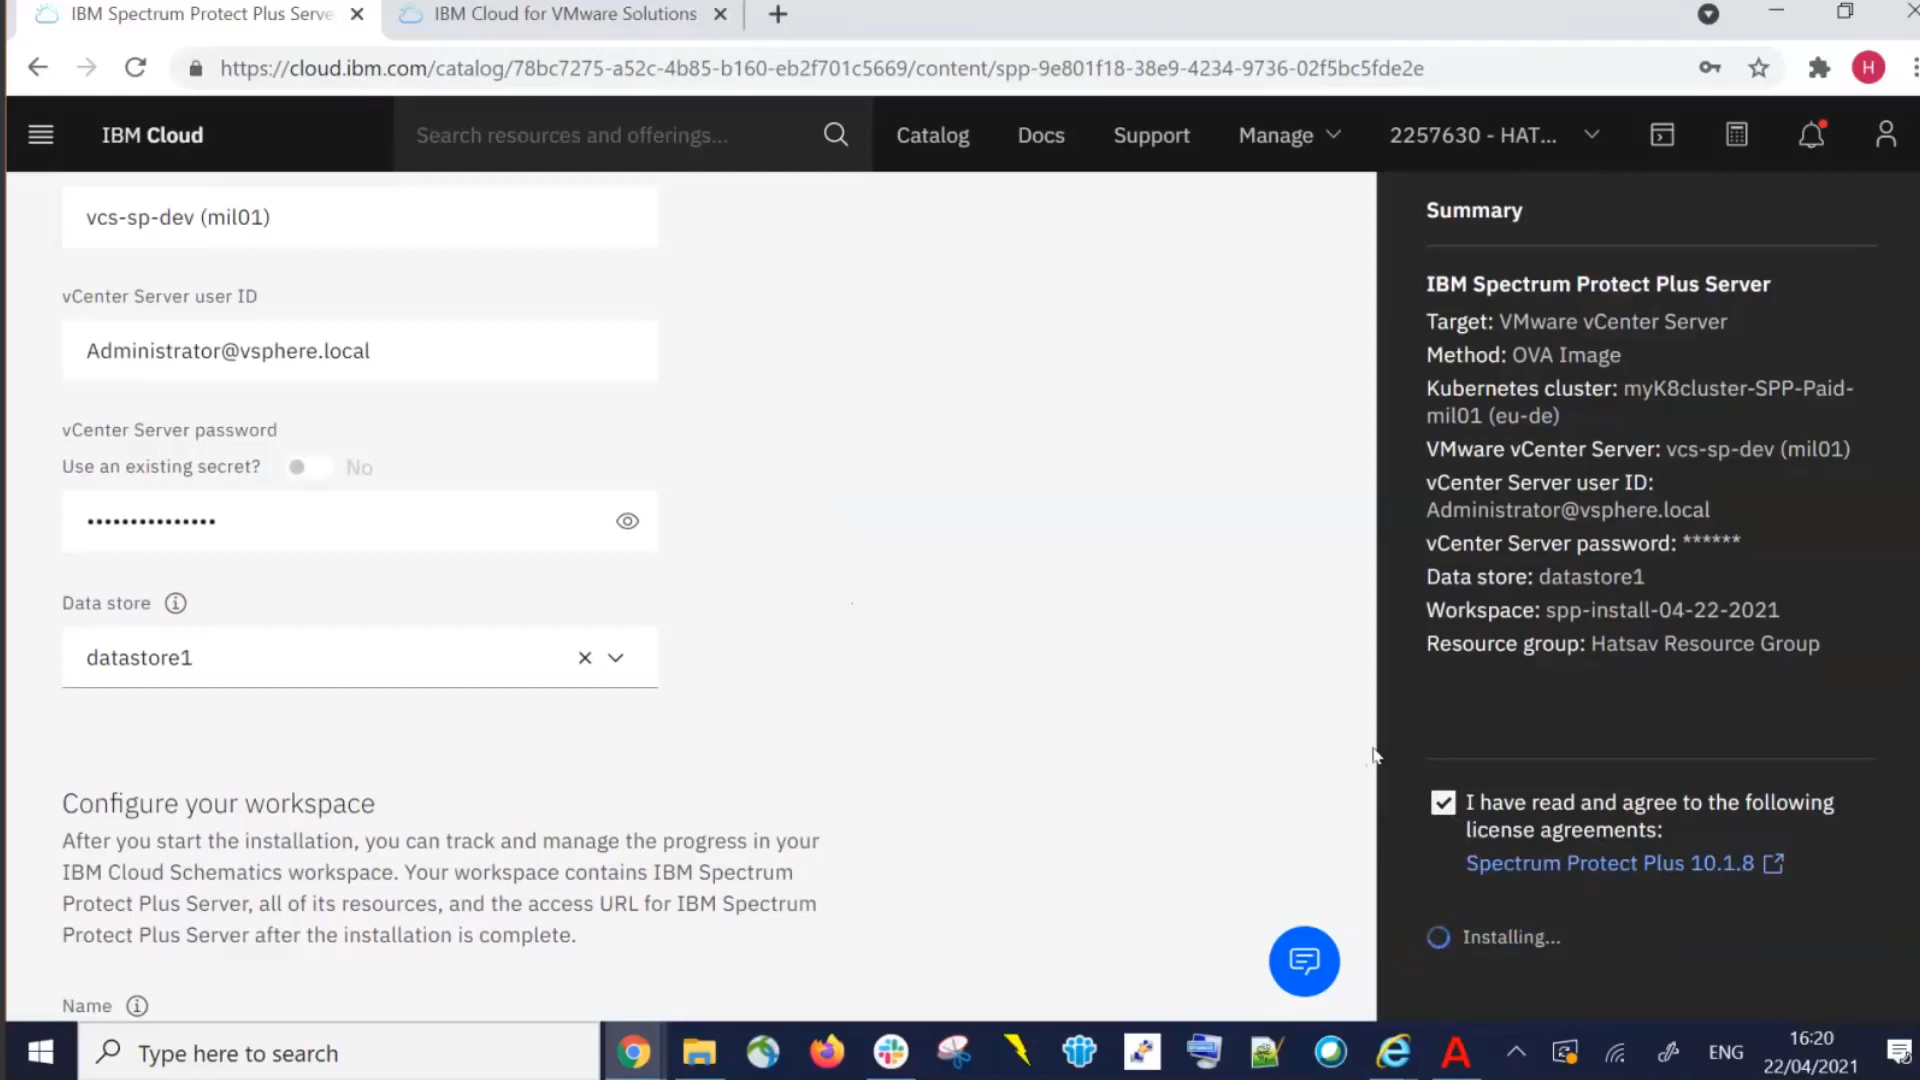 IBM Spectrum Protect Plus Serve
IBM Cloud for VMware Solutions
https://cloud.ibm.com/catalog/78bc7275-a52c-4b85-b160-eb2f701c5669/content/spp-9e801f18-38e9-4234-9736-02f5bc5fde2e
H
IBM Cloud
Search resources and offerings...
Catalog
Docs
Support
Manage
2257630 - HAT...
vcs-sp-dev (mil01)
vCenter Server user ID
Administrator@vsphere.local
vCenter Server password
Use an existing secret?
No
•••••••••••••••
Data store
datastore1
Configure your workspace
After you start the installation, you can track and manage the progress in your
IBM Cloud Schematics workspace. Your workspace contains IBM Spectrum
Protect Plus Server, all of its resources, and the access URL for IBM Spectrum
Protect Plus Server after the installation is complete.
Name
Summary
IBM Spectrum Protect Plus Server
Target: VMware vCenter Server
Method: OVA Image
Kubernetes cluster: myK8cluster-SPP-Paid-
mil01 (eu-de)
VMware vCenter Server: vcs-sp-dev (mil01)
vCenter Server user ID:
Administrator@vsphere.local
vCenter Server password: ******
Data store: datastore1
Workspace: spp-install-04-22-2021
Resource group: Hatsav Resource Group
I have read and agree to the following
license agreements:
Spectrum Protect Plus 10.1.8
Installing...
Type here to search
ENG
16:20
22/04/2021